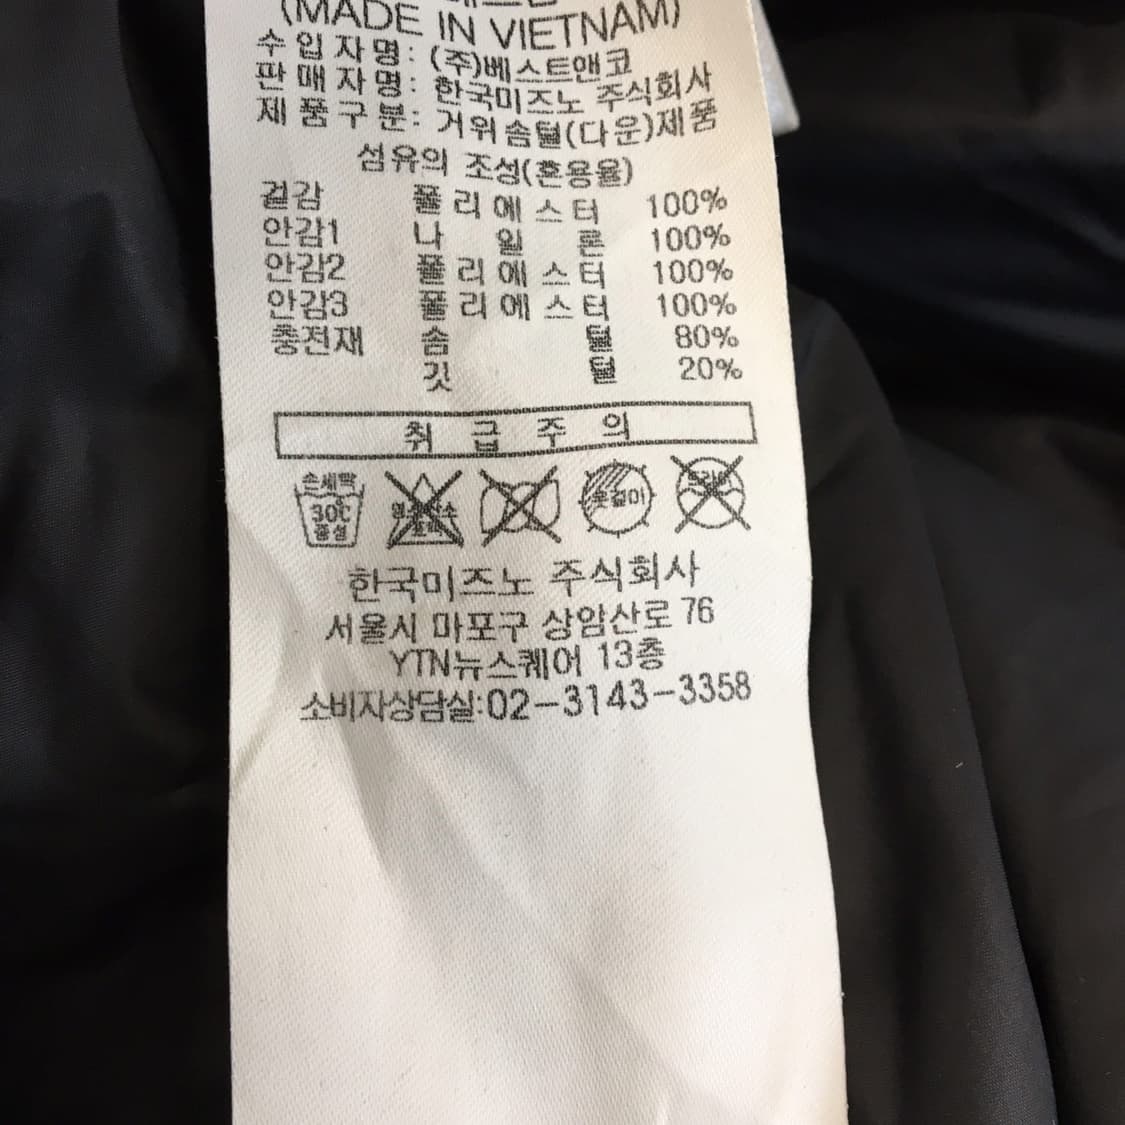 (MADE IN VIETNAM)
수입자명: (주)베스트앤코
판매자명: 한국미즈노 주식회사
제품구분: 거위솜털(다운)제품
섬유의 조성(혼용율)
겉감 폴리에스터 100%
안감1 나일론 100%
안감2 폴리에스터 100%
안감3 폴리에스터 100%
충전재 솜털 80%
깃털 20%
취급주의
손세탁
30℃
중성
옷걸이
드라이
한국미즈노 주식회사
서울시 마포구 상암산로 76
YTN뉴스퀘어 13층
소비자상담실:02-3143-3358